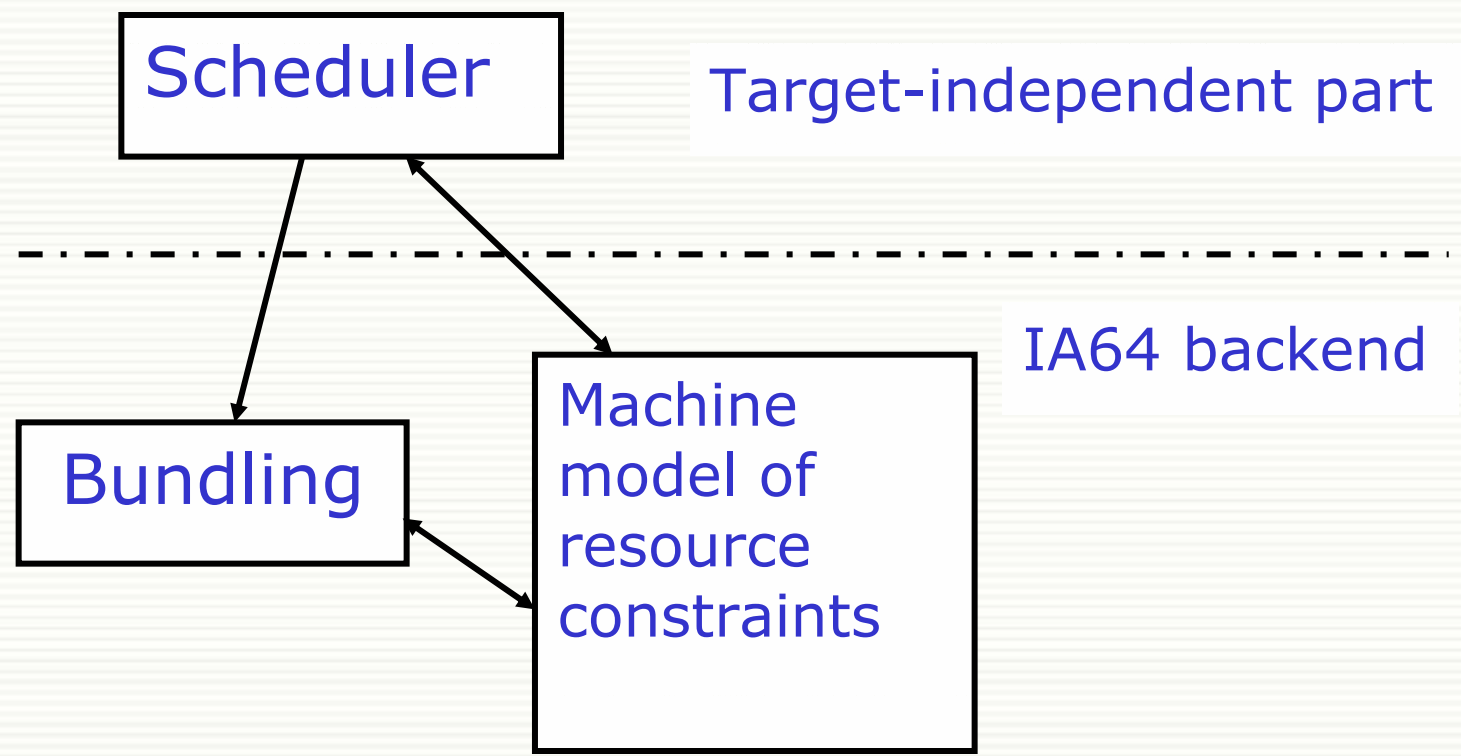 Scheduler
Target-independent part
IA64 backend
Machine
model of
resource
constraints
Bundling